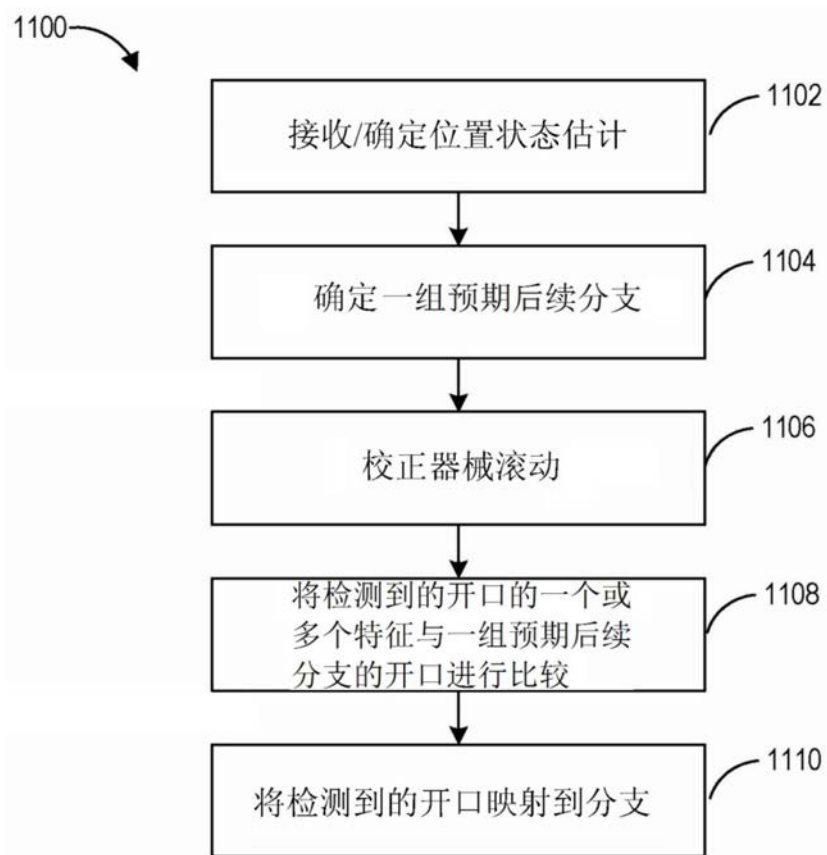 1100
1102
接收/确定位置状态估计
1104
确定一组预期后续分支
1106
校正器械滚动
1108
将检测到的开口的一个或
多个特征与一组预期后续
分支的开口进行比较
1110
将检测到的开口映射到分支